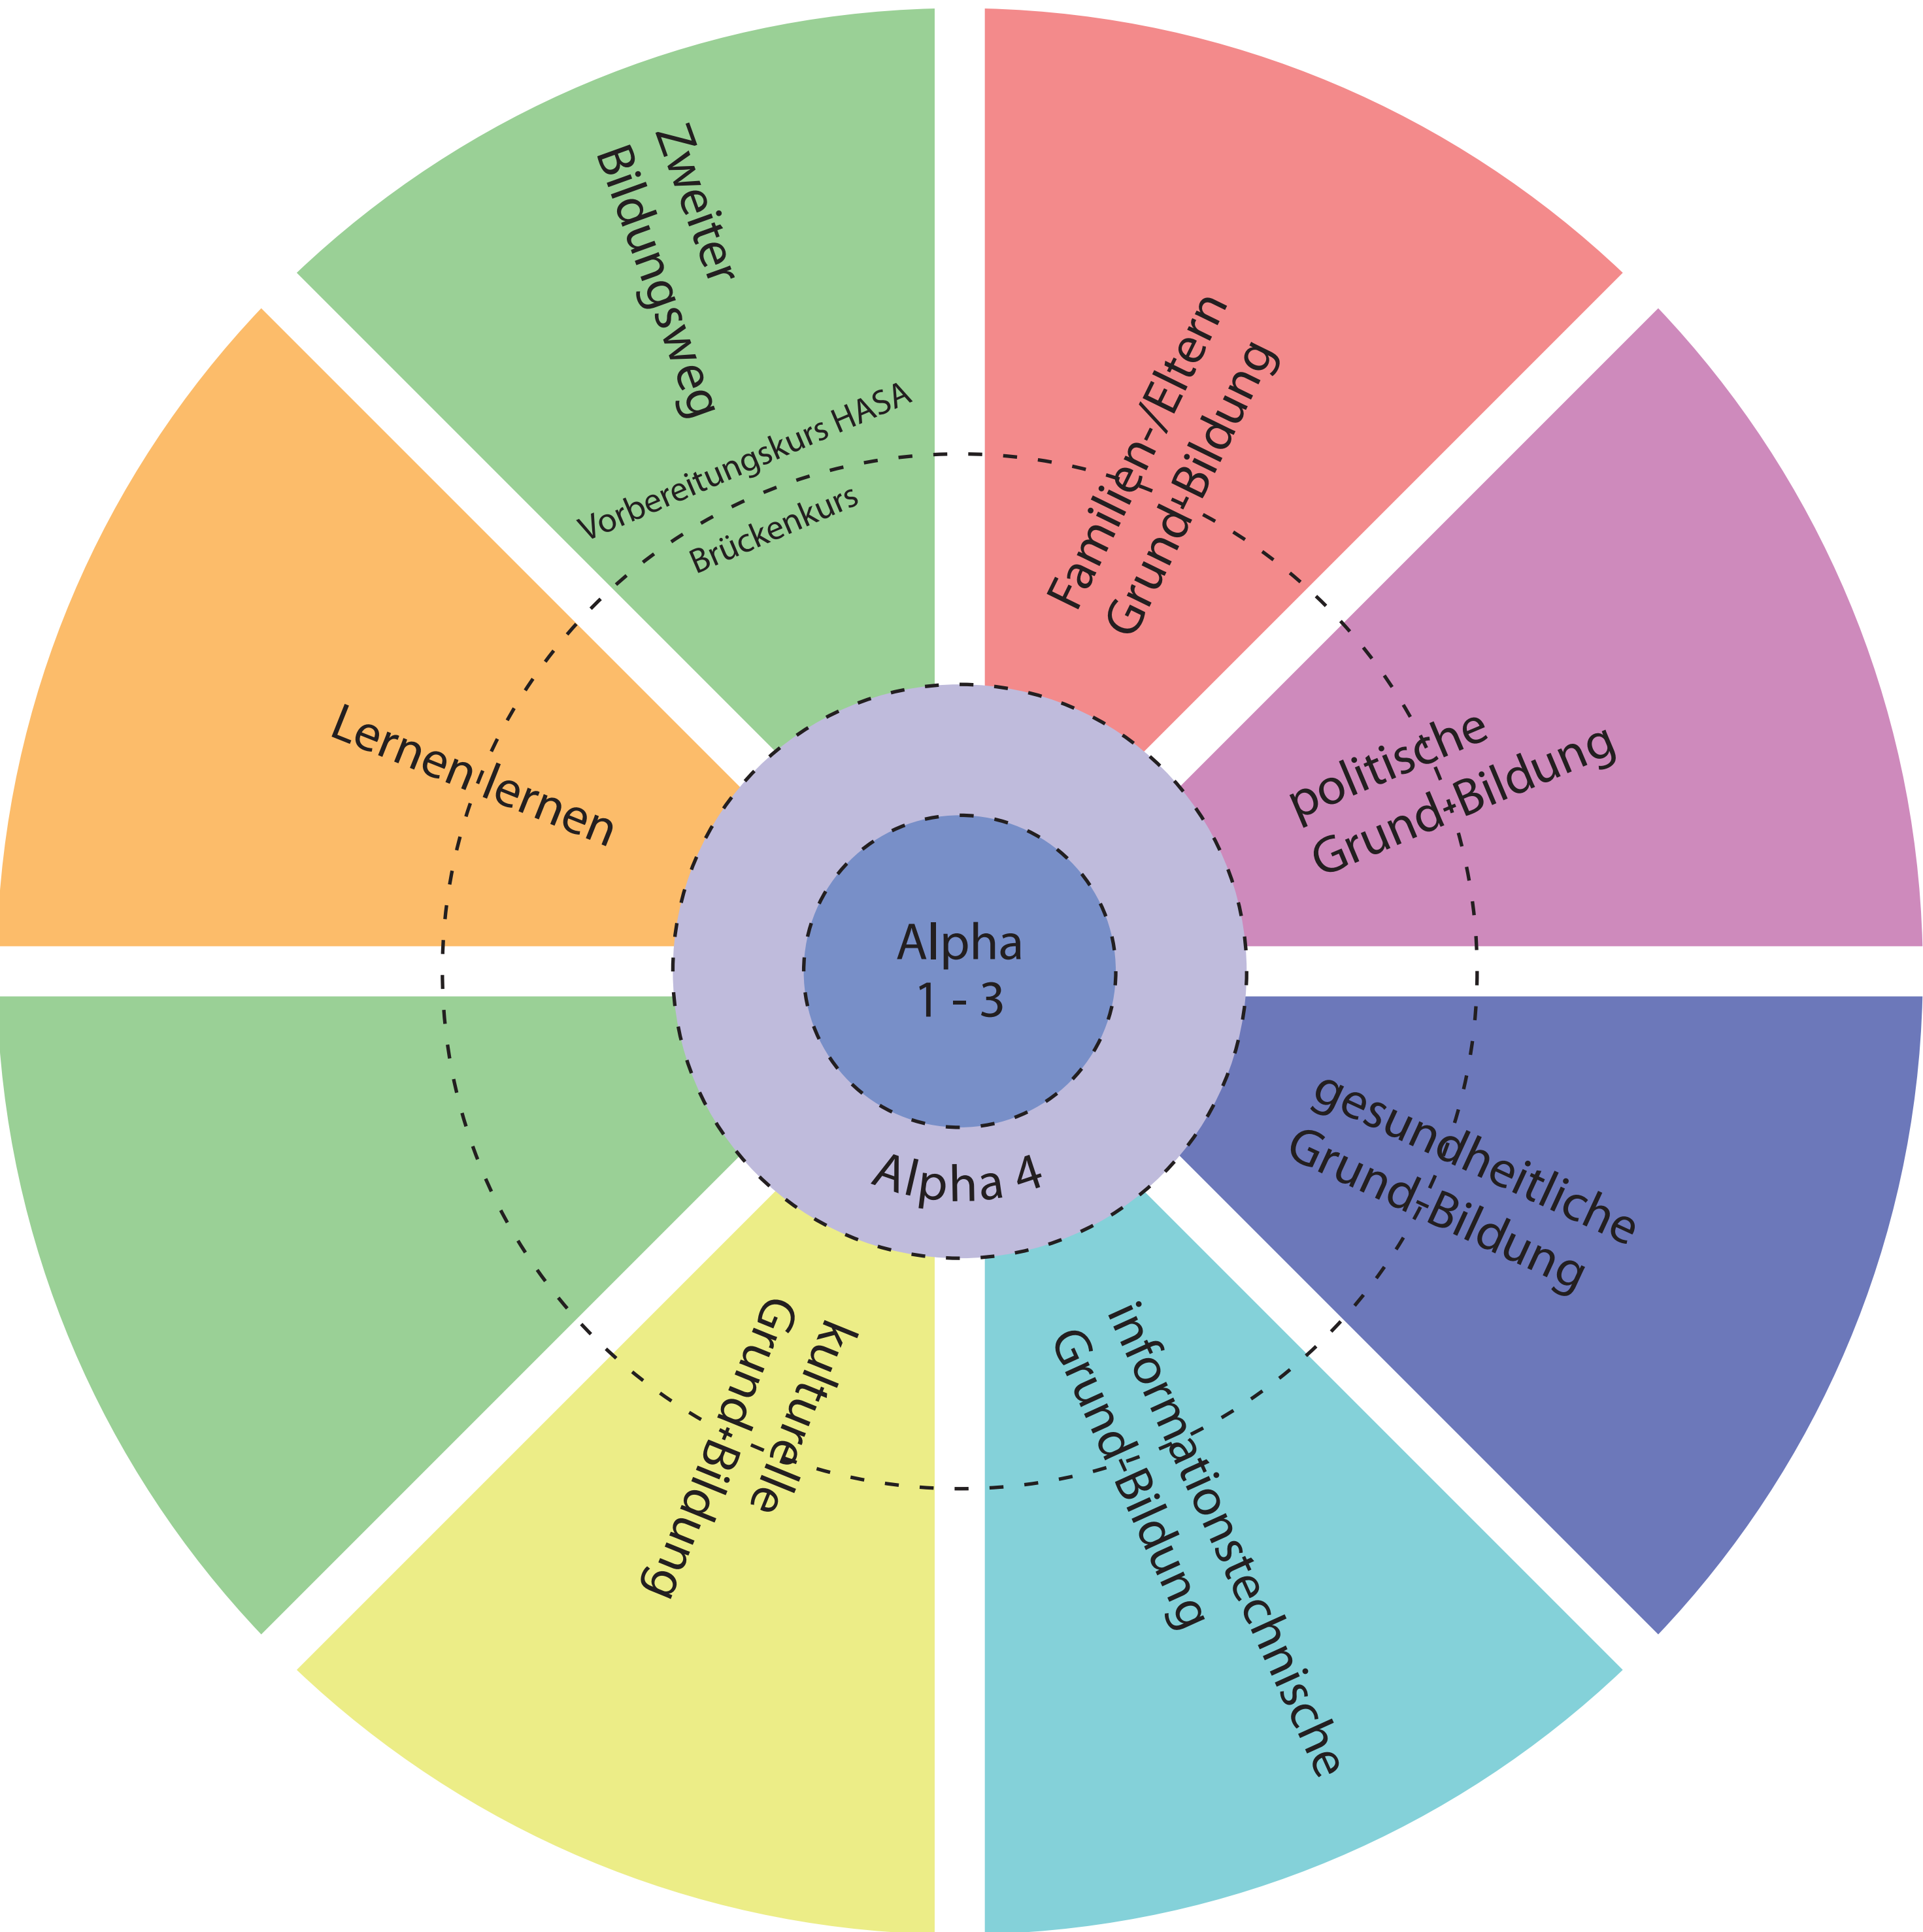 Zweiter
Bildungsweg
Vorbereitungskurs HASA
Brückenkurs
Familien-/Eltern
Grund-Bildung
politische
Grund-Bildung
gesundheitliche
Grund-Bildung
informationstechnische
Grund-Bildung
Kulturelle
Grund-Bildung
Lernen lernen
Alpha
1 - 3
Alpha 4